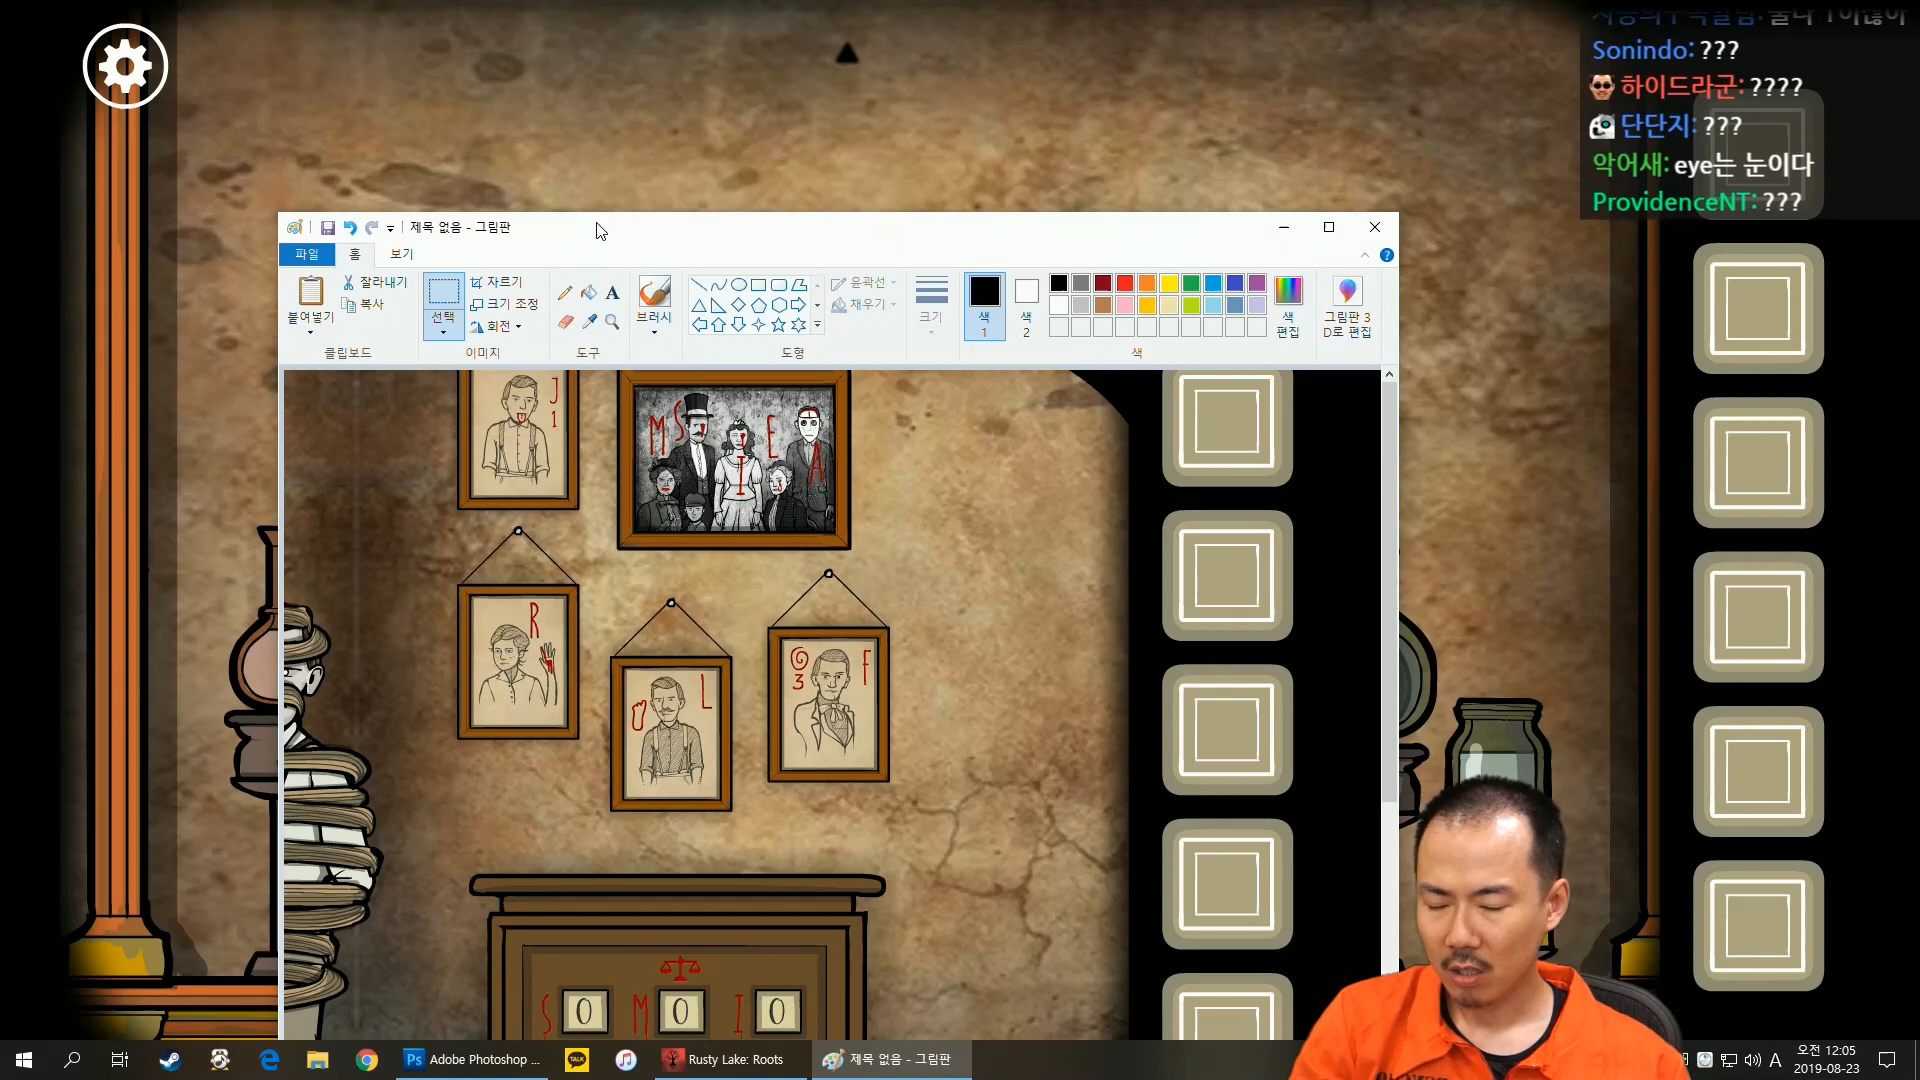 Sonindo: ???
하이드라군: ????
단단지: ???
악어새: eye는 눈이다
ProvidenceNT: ???
제목 없음 - 그림판
파일 홈 보기
붙여넣기
잘라내기
복사
클립보드
선택
자르기
크기 조정
회전
이미지
A
도구
브러시
윤곽선
채우기
도형
크기
색
1
색
2
색
편집
그림판 3
D로 편집
색
J
1
M S I E A
R
L
3 F
S 0 M 0 I 0
Ps Adobe Photoshop ...
TALK
Rusty Lake: Roots
제목 없음 - 그림판
A
오전 12:05
2019-08-23